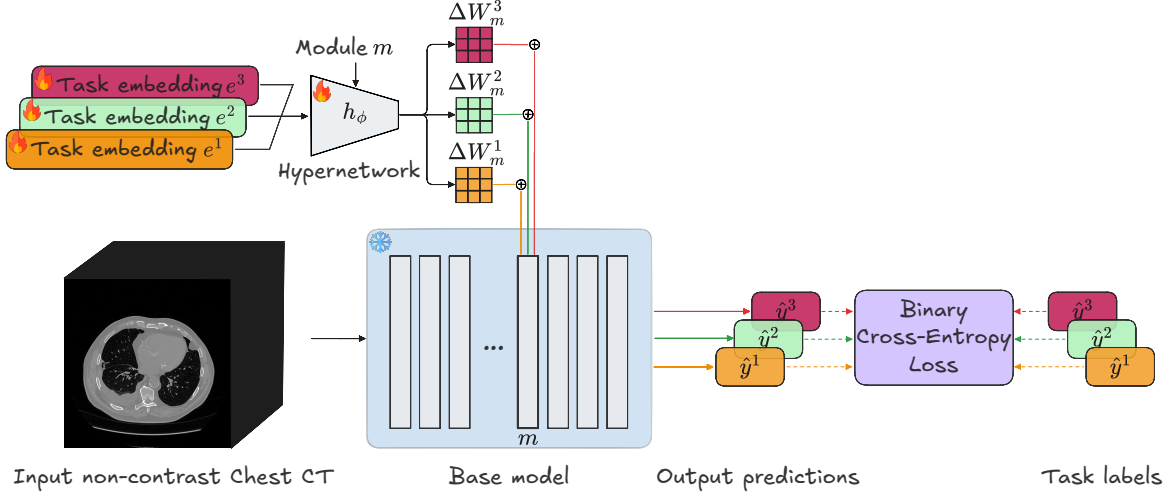 ΔW³ₘ
Module m
Task embedding e³
ΔW²ₘ
Task embedding e²
h_ϕ
Task embedding e¹
ΔW¹ₘ
Hypernetwork
ŷ³
Binary
ŷ³
ŷ²
Cross-Entropy
ŷ²
...
ŷ¹
Loss
ŷ¹
m
Input non-contrast Chest CT
Base model
Output predictions
Task labels